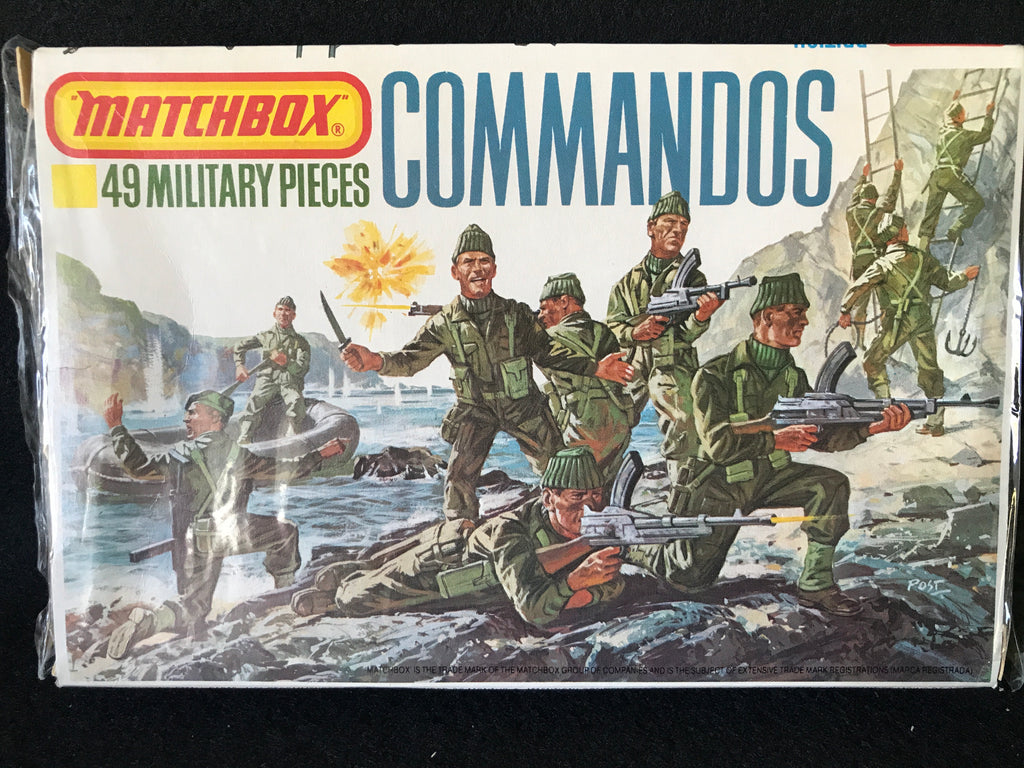 "MATCHBOX"®
COMMANDOS
49 MILITARY PIECES
POST
MATCHBOX IS THE TRADE MARK OF THE MATCHBOX GROUP OF COMPANIES AND IS THE SUBJECT OF EXTENSIVE TRADE MARK REGISTRATIONS (MARCA REGISTRADA)